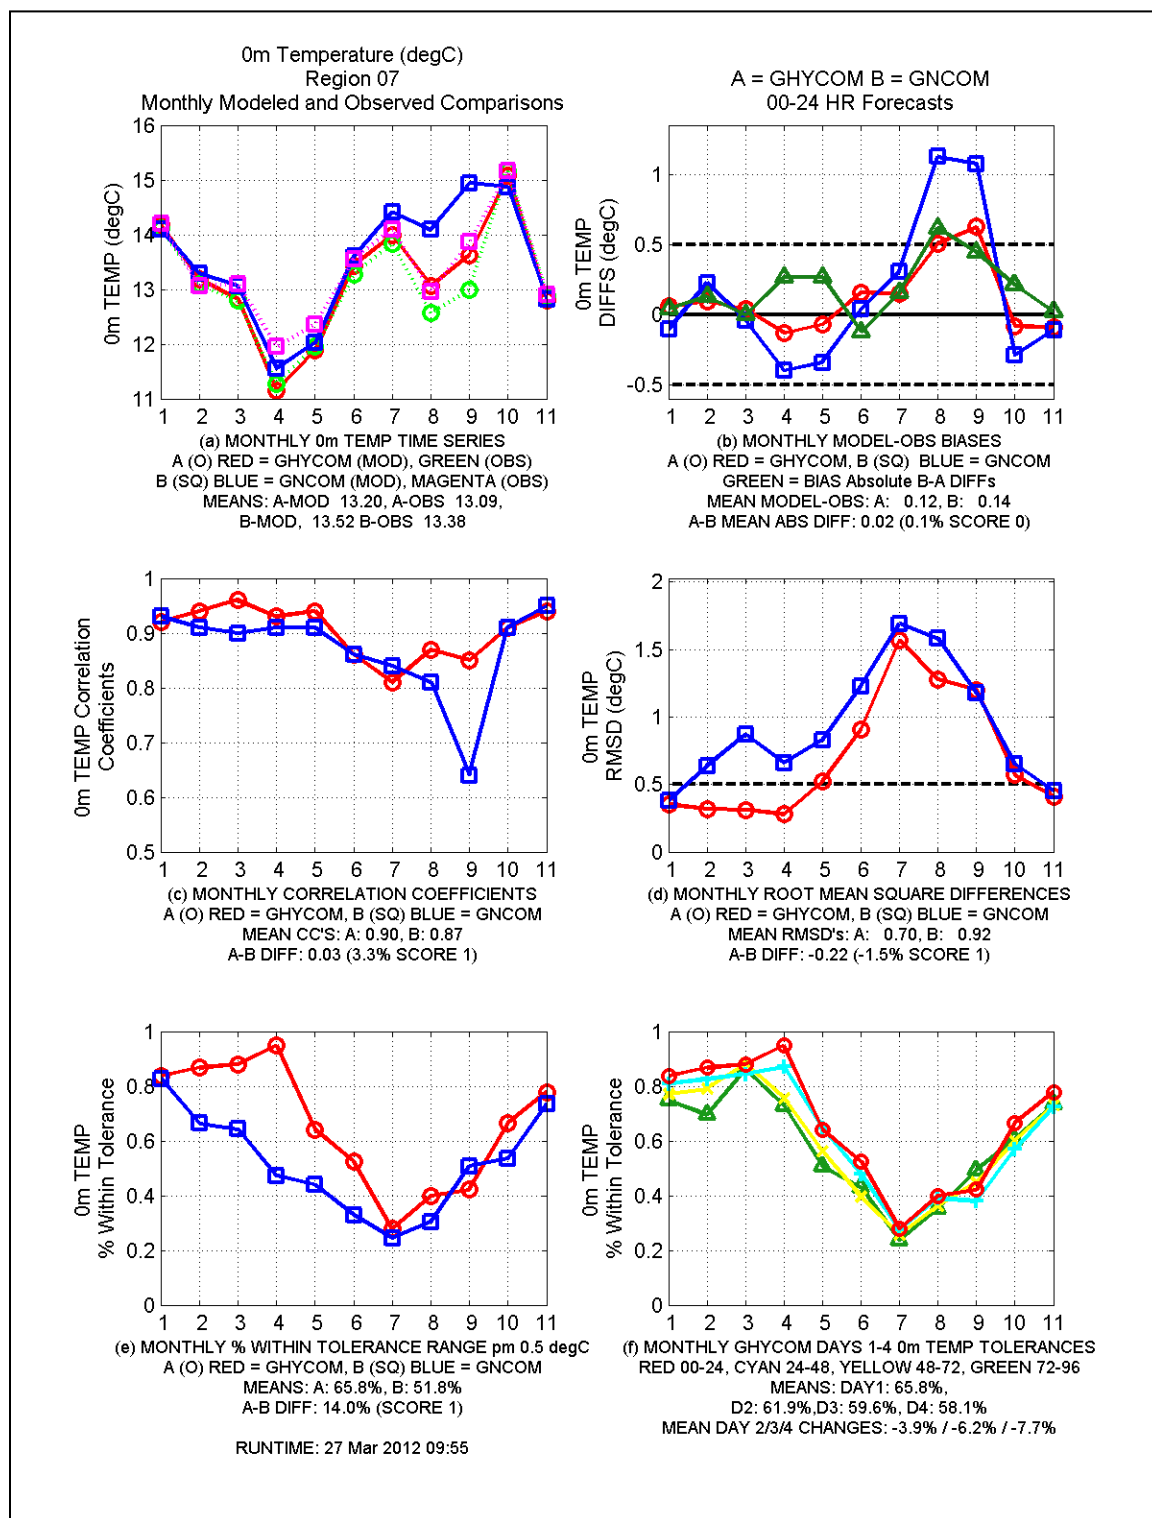 0m Temperature (degC)
Region 07
Monthly Modeled and Observed Comparisons
A = GHYCOM B = GNCOM
00-24 HR Forecasts
0m TEMP (degC)
16
15
14
13
12
11
1 2 3 4 5 6 7 8 9 10 11
(a) MONTHLY 0m TEMP TIME SERIES
A (O) RED = GHYCOM (MOD), GREEN (OBS)
B (SQ) BLUE = GNCOM (MOD), MAGENTA (OBS)
MEANS: A-MOD 13.20, A-OBS 13.09,
B-MOD, 13.52 B-OBS 13.38
0m TEMP
DIFFS (degC)
1
0.5
0
-0.5
1 2 3 4 5 6 7 8 9 10 11
(b) MONTHLY MODEL-OBS BIASES
A (O) RED = GHYCOM, B (SQ) BLUE = GNCOM
GREEN = BIAS Absolute B-A DIFFs
MEAN MODEL-OBS: A: 0.12, B: 0.14
A-B MEAN ABS DIFF: 0.02 (0.1% SCORE 0)
0m TEMP Correlation
Coefficients
1
0.9
0.8
0.7
0.6
0.5
1 2 3 4 5 6 7 8 9 10 11
(c) MONTHLY CORRELATION COEFFICIENTS
A (O) RED = GHYCOM, B (SQ) BLUE = GNCOM
MEAN CC'S: A: 0.90, B: 0.87
A-B DIFF: 0.03 (3.3% SCORE 1)
0m TEMP
RMSD (degC)
2
1.5
1
0.5
0
1 2 3 4 5 6 7 8 9 10 11
(d) MONTHLY ROOT MEAN SQUARE DIFFERENCES
A (O) RED = GHYCOM, B (SQ) BLUE = GNCOM
MEAN RMSD's: A: 0.70, B: 0.92
A-B DIFF: -0.22 (-1.5% SCORE 1)
0m TEMP
% Within Tolerance
1
0.8
0.6
0.4
0.2
0
1 2 3 4 5 6 7 8 9 10 11
(e) MONTHLY % WITHIN TOLERANCE RANGE pm 0.5 degC
A (O) RED = GHYCOM, B (SQ) BLUE = GNCOM
MEANS: A: 65.8%, B: 51.8%
A-B DIFF: 14.0% (SCORE 1)
RUNTIME: 27 Mar 2012 09:55
0m TEMP
% Within Tolerance
1
0.8
0.6
0.4
0.2
0
1 2 3 4 5 6 7 8 9 10 11
(f) MONTHLY GHYCOM DAYS 1-4 0m TEMP TOLERANCES
RED 00-24, CYAN 24-48, YELLOW 48-72, GREEN 72-96
MEANS: DAY1: 65.8%,
D2: 61.9%,D3: 59.6%, D4: 58.1%
MEAN DAY 2/3/4 CHANGES: -3.9% / -6.2% / -7.7%